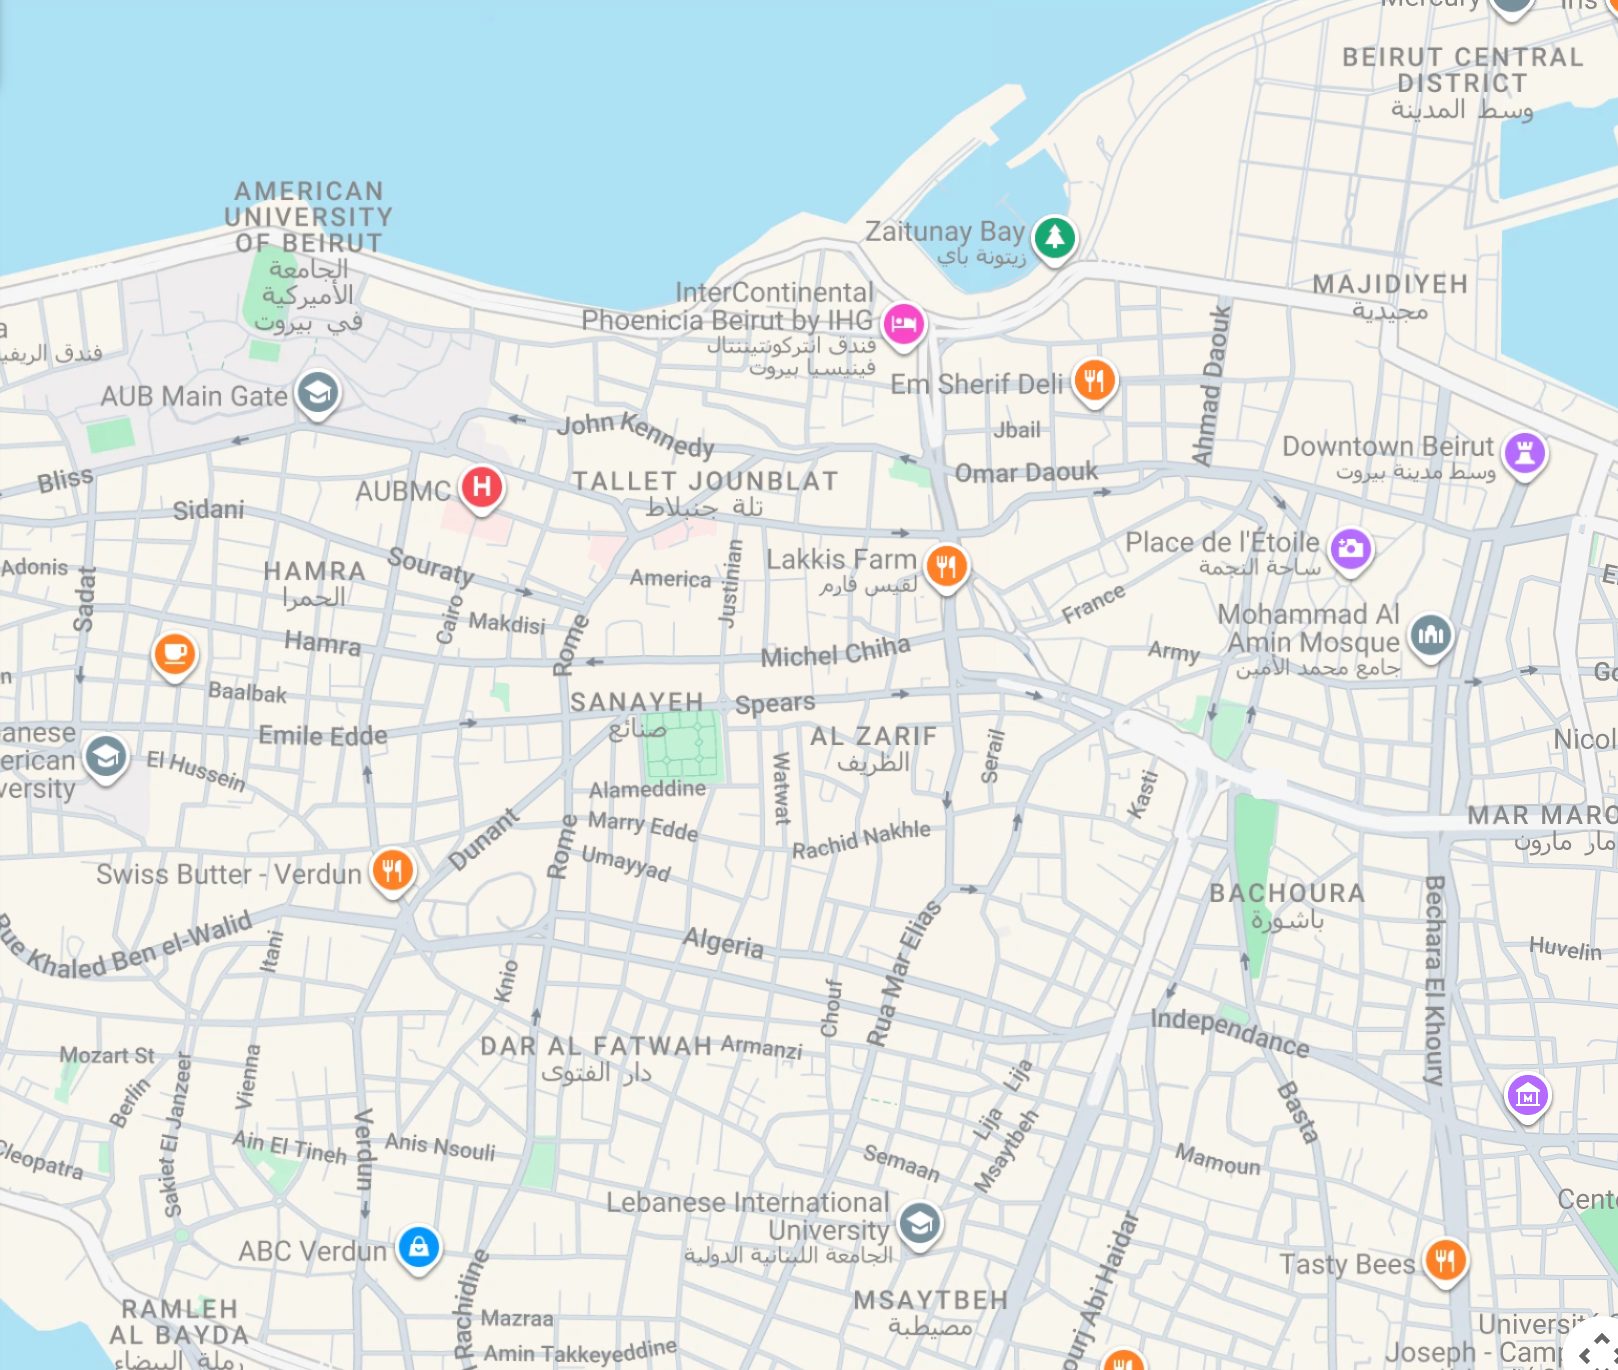 Mercury
BEIRUT CENTRAL
DISTRICT
وسط المدينة
AMERICAN
UNIVERSITY
OF BEIRUT
الجامعة
الأميركية
في بيروت
Zaitunay Bay
زيتونة باي
InterContinental
Phoenicia Beirut by IHG
فندق انتركونتيننتال
فينيسيا بيروت
MAJIDIYEH
مجيدية
AUB Main Gate
Em Sherif Deli
Ahmad Daouk
John Kennedy
Jbail
Downtown Beirut
وسط مدينة بيروت
Omar Daouk
Bliss
AUBMC
H
TALLET JOUNBLAT
تلة جنبلاط
Sidani
Place de l'Étoile
ساحة النجمة
Lakkis Farm
لقيس فارم
Adonis
HAMRA
الحمرا
Souraty
America
Justinian
Sadat
Cairo
Makdisi
France
Mohammad Al
Amin Mosque
جامع محمد الأمين
Hamra
Rome
Michel Chiha
Army
Baalbak
SANAYEH
صنائع
Spears
Emile Edde
AL ZARIF
الظريف
Serail
El Hussein
Alameddine
Watwat
Kasti
Marry Edde
Rachid Nakhle
MAR MARO
مار مارون
Dunant
Rome
Umayyad
Swiss Butter - Verdun
BACHOURA
باشورة
Bechara El Khoury
Rue Khaled Ben el-Walid
Itani
Algeria
Rua Mar Elias
Huvelin
Knio
Chouf
Independance
Mozart St
DAR AL FATWAH
دار الفتوى
Armanzi
Vienna
Berlin
Lija
Lija
Basta
M
Sakiet El Janzeer
Verdun
Ain El Tineh
Anis Nsouli
Cleopatra
Semaan
Msaytbeh
Mamoun
Lebanese International
University
الجامعة اللبنانية الدولية
ABC Verdun
Tasty Bees
Rachidine
MSAYTBEH
مصيطبة
RAMLEH
AL BAYDA
رملة البيضاء
Mazraa
Amin Takkeyeddine
Abi Haidar
Joseph - Camp